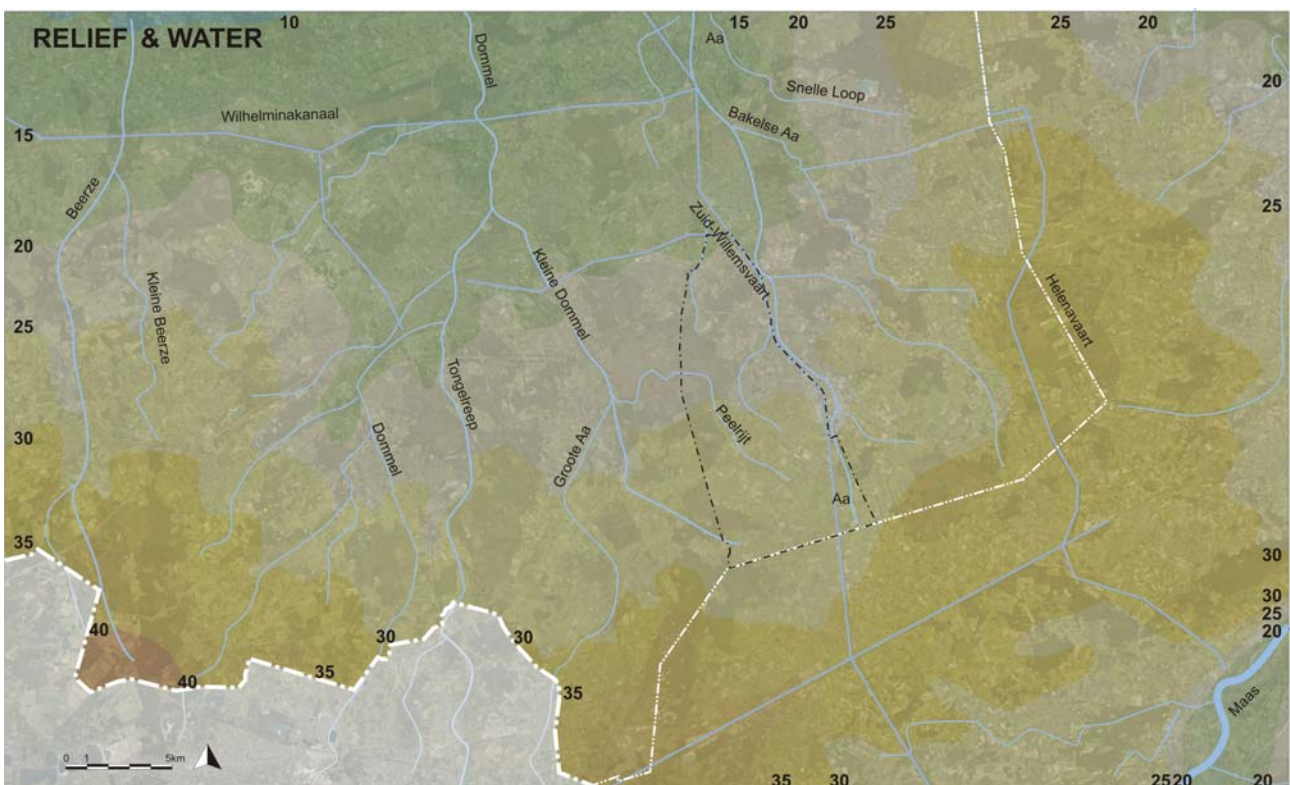 RELIEF & WATER
10
15
20
25
25
20
Dommel
Aa
Snelle Loop
20
Wilhelminakanaal
Bakelse Aa
15
Beerze
25
20
Zuid-Willemsvaart
Kleine Dommel
Kleine Beerze
Helenavaart
25
Tongelreep
30
Peelrijt
Dommel
Groote Aa
Aa
35
30
30
25
20
40
30
30
35
40
35
Maas
0 1 5km
35
30
25
20
20